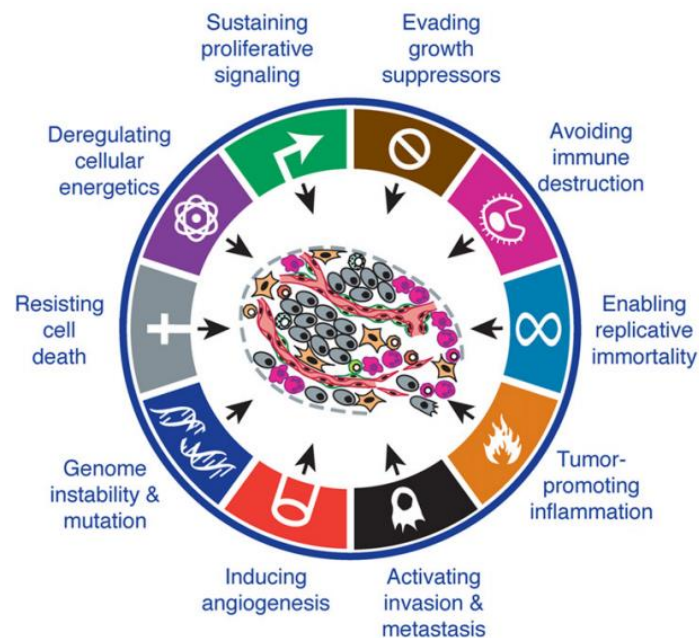 Sustaining
proliferative
signaling
Evading
growth
suppressors
Avoiding
immune
destruction
Enabling
replicative
immortality
Tumor-
promoting
inflammation
Activating
invasion &
metastasis
Inducing
angiogenesis
Genome
instability &
mutation
Resisting
cell
death
Deregulating
cellular
energetics